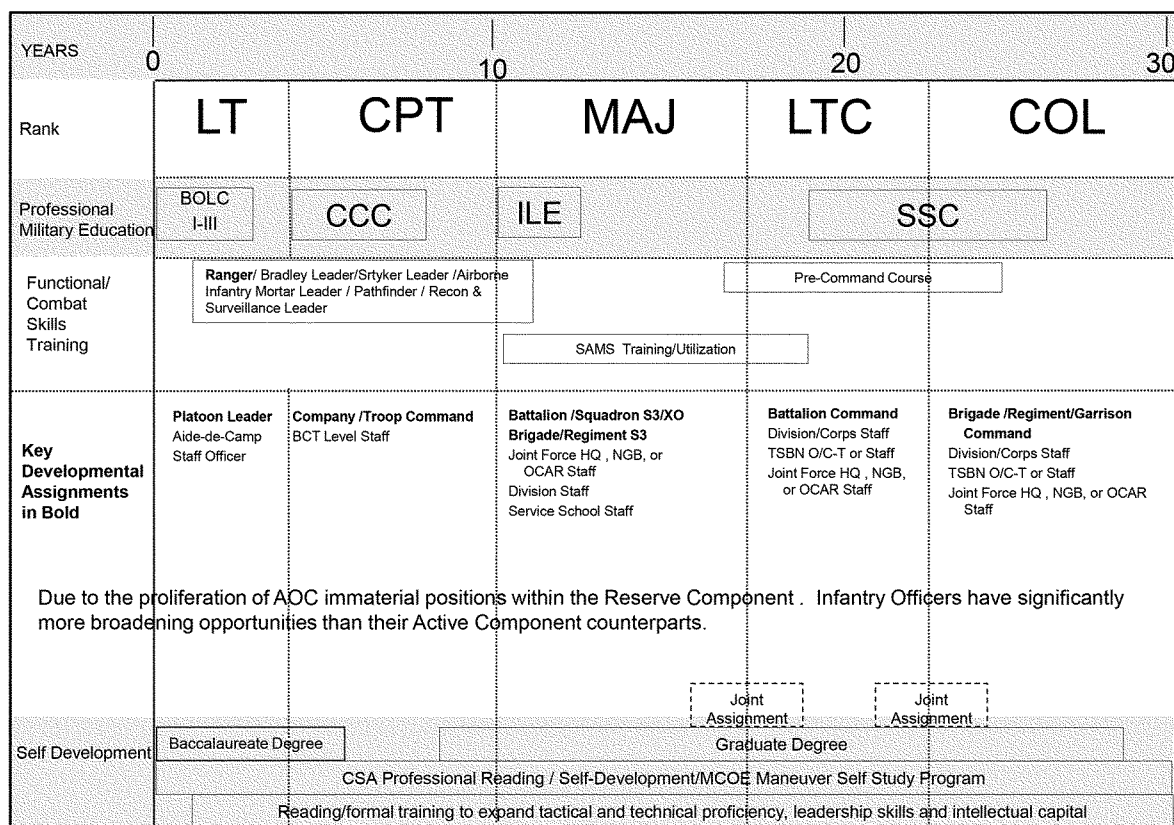 YEARS
0 10 20 30
Rank
LT CPT MAJ LTC COL
Professional
Military Education
BOLC
I-III
CCC
ILE
SSC
Functional/
Combat
Skills
Training
Ranger/ Bradley Leader/Srtyker Leader /Airborne
Infantry Mortar Leader / Pathfinder / Recon &
Surveillance Leader
Pre-Command Course
SAMS Training/Utilization
Key
Developmental
Assignments
in Bold
Platoon Leader
Aide-de-Camp
Staff Officer
Company /Troop Command
BCT Level Staff
Battalion /Squadron S3/XO
Brigade/Regiment S3
Joint Force HQ , NGB, or
OCAR Staff
Division Staff
Service School Staff
Battalion Command
Division/Corps Staff
TSBN O/C-T or Staff
Joint Force HQ , NGB,
or OCAR Staff
Brigade /Regiment/Garrison
Command
Division/Corps Staff
TSBN O/C-T or Staff
Joint Force HQ , NGB, or OCAR
Staff
Due to the proliferation of AOC immaterial positions within the Reserve Component . Infantry Officers have significantly
more broadening opportunities than their Active Component counterparts.
Joint
Assignment
Joint
Assignment
Self Development
Baccalaureate Degree
Graduate Degree
CSA Professional Reading / Self-Development/MCOE Maneuver Self Study Program
Reading/formal training to expand tactical and technical proficiency, leadership skills and intellectual capital